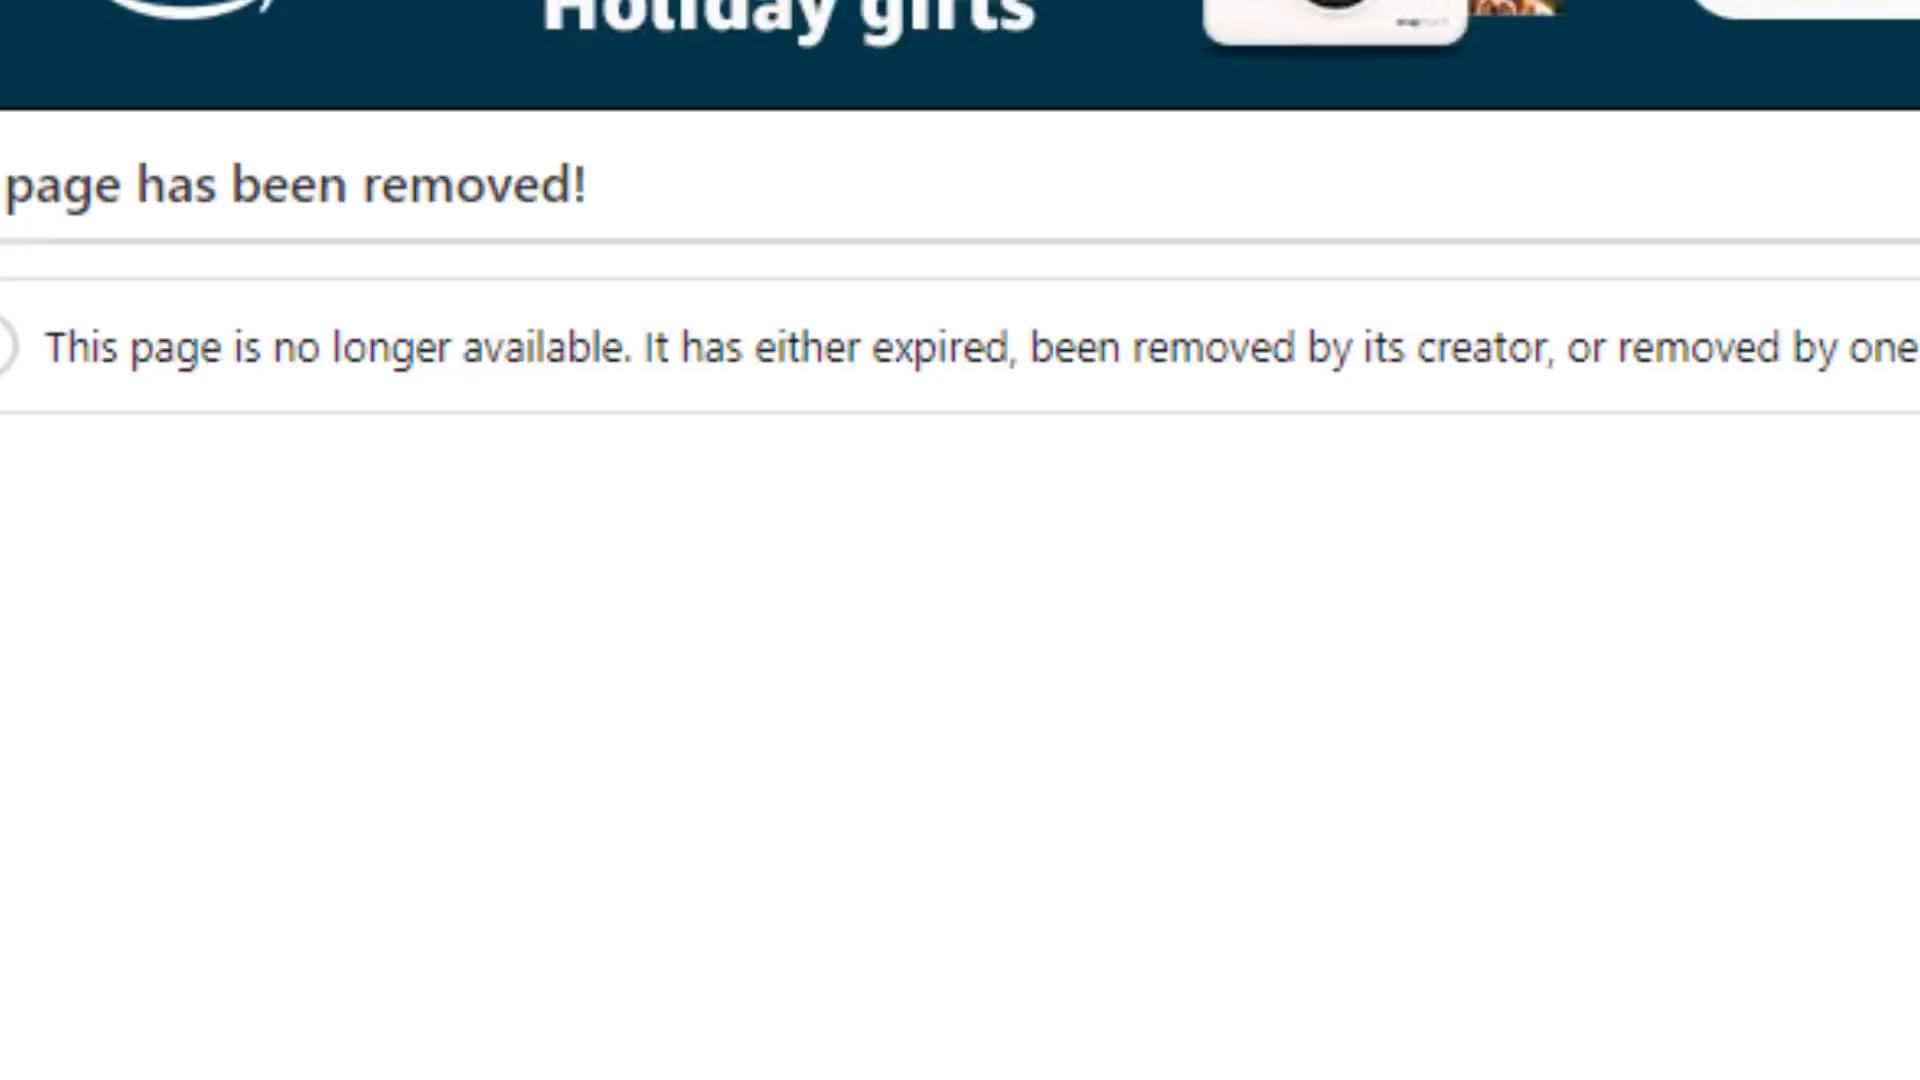 Holiday gifts
page has been removed!
This page is no longer available. It has either expired, been removed by its creator, or removed by one